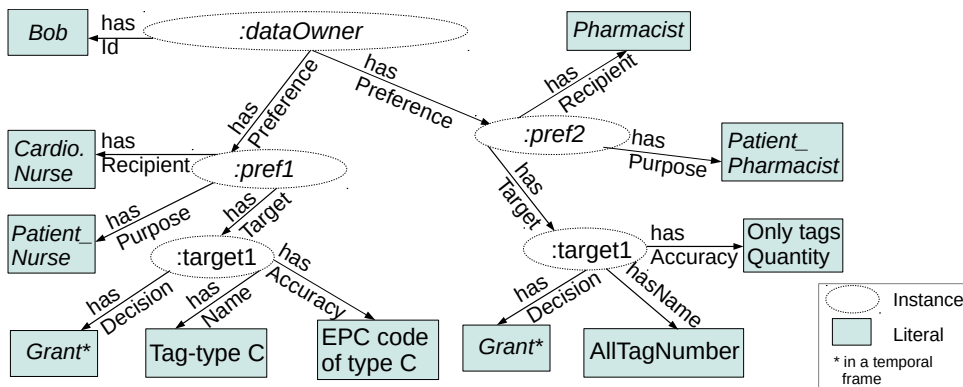 Bob
has
Id
:dataOwner
Pharmacist
has
Preference
has
Preference
has
Recipient
Cardio.
Nurse
has
Recipient
:pref1
:pref2
has
Purpose
Patient_
Pharmacist
Patient_
Nurse
has
Purpose
has
Target
has
Target
:target1
:target1
has
Accuracy
Only tags
Quantity
has
Decision
has
Name
has
Accuracy
has
Decision
hasName
Grant*
Tag-type C
EPC code
of type C
Grant*
AllTagNumber
Instance
Literal
* in a temporal
frame